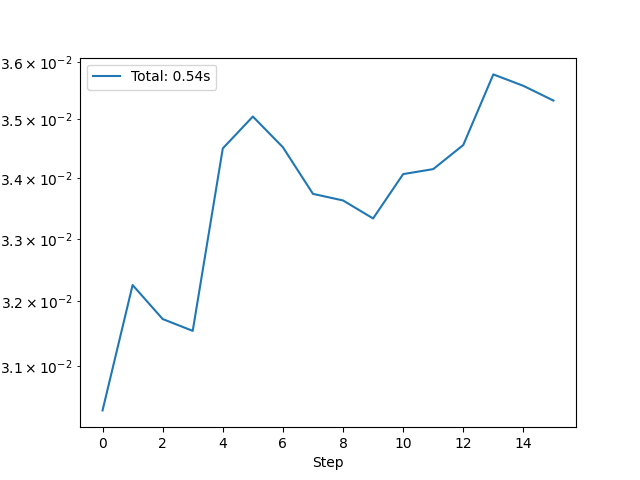 Total: 0.54s
3.6 × 10⁻²
3.5 × 10⁻²
3.4 × 10⁻²
3.3 × 10⁻²
3.2 × 10⁻²
3.1 × 10⁻²
0 2 4 6 8 10 12 14
Step